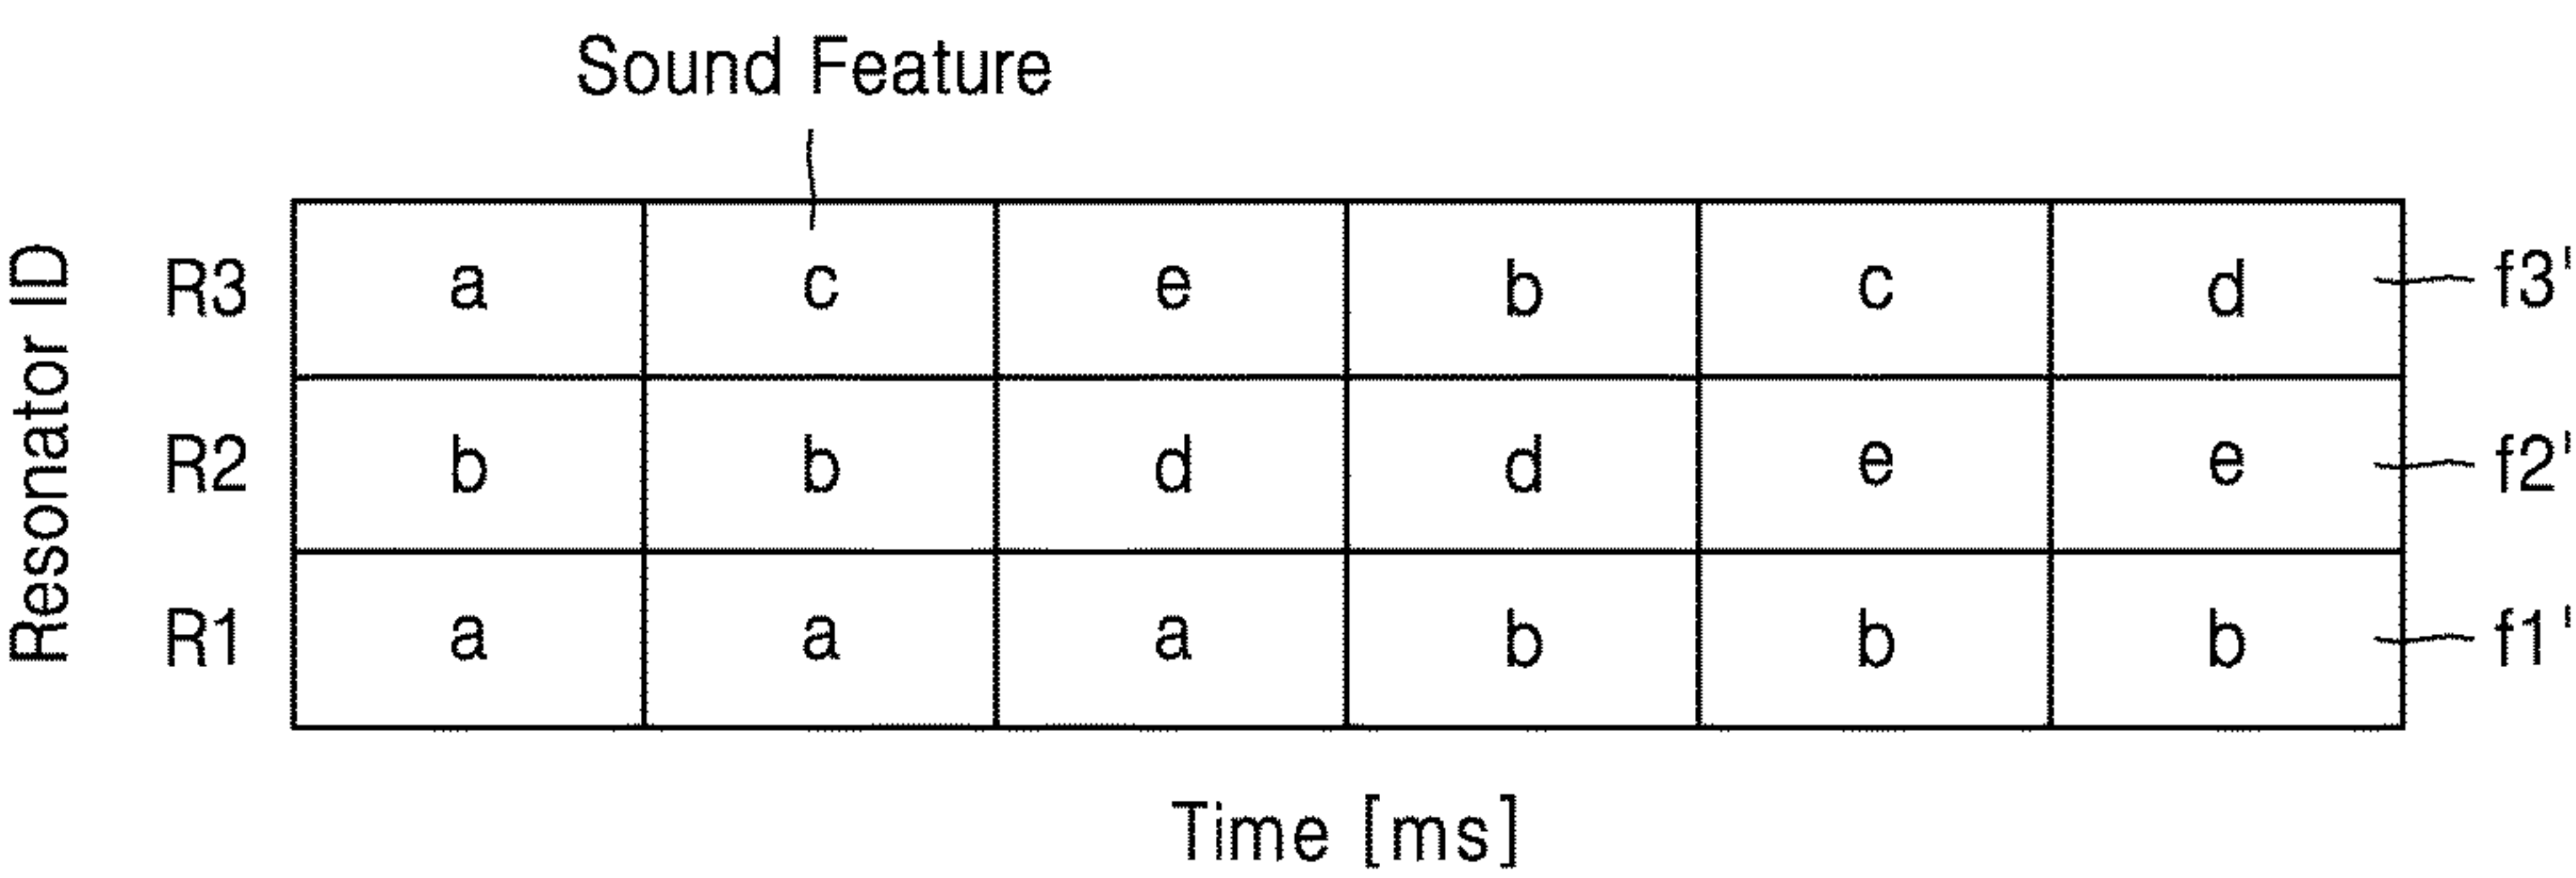 Sound Feature
Resonator ID
R3 a c e b c d f3'
R2 b b d d e e f2'
R1 a a a b b b f1'
Time [ms]